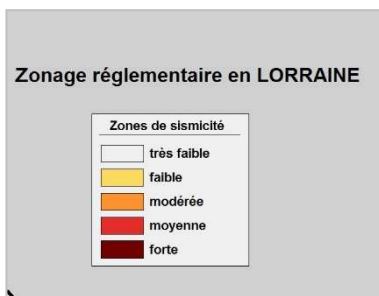 Zonage réglementaire en LORRAINE
Zones de sismicité
très faible
faible
modérée
moyenne
forte